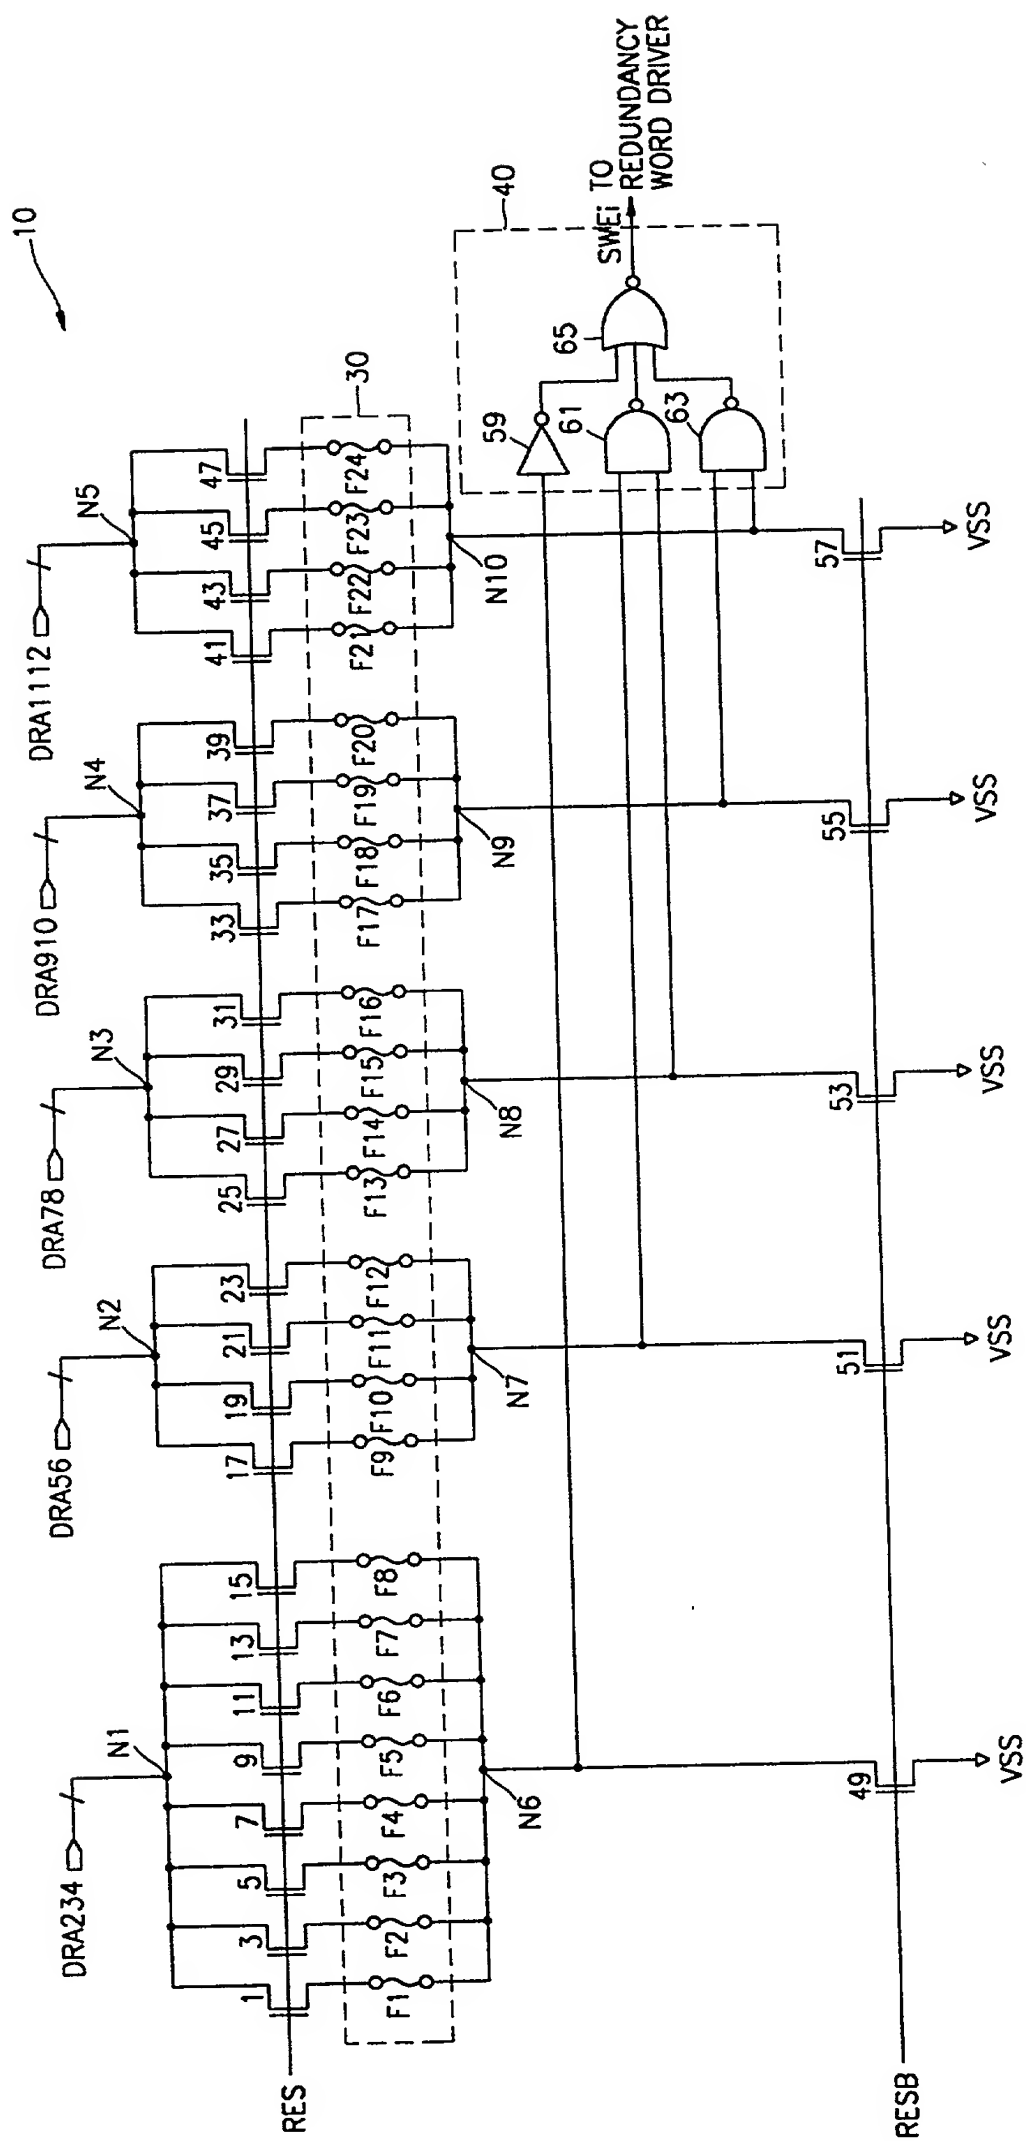 10
DRA234
DRA56
DRA78
DRA910
DRA1112
N1
N2
N3
N4
N5
RES
1
3
5
7
9
11
13
15
17
19
21
23
25
27
29
31
33
35
37
39
41
43
45
47
30
F1
F2
F3
F4
F5
F6
F7
F8
F9
F10
F11
F12
F13
F14
F15
F16
F17
F18
F19
F20
F21
F22
F23
F24
N6
N7
N8
N9
N10
40
59
61
63
65
SWEi TO
REDUNDANCY
WORD DRIVER
RESB
49
51
53
55
57
VSS
VSS
VSS
VSS
VSS